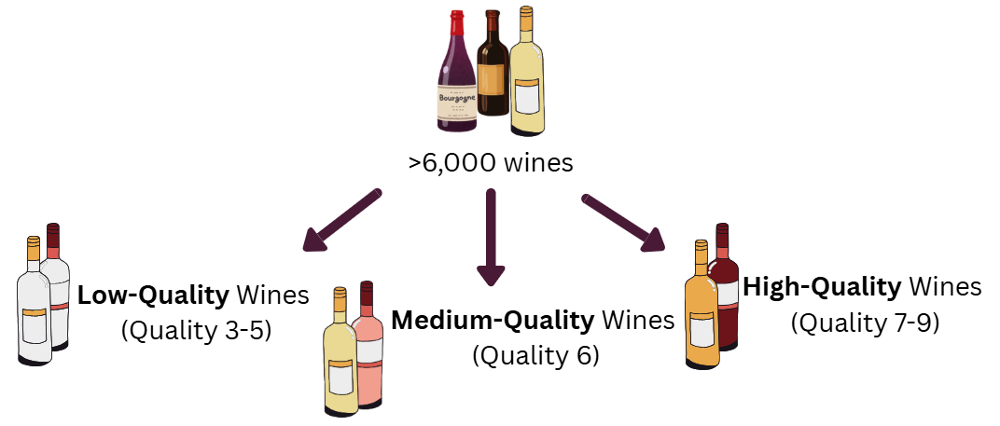 Bourgogne
>6,000 wines
Low-Quality Wines
(Quality 3-5)
Medium-Quality Wines
(Quality 6)
High-Quality Wines
(Quality 7-9)